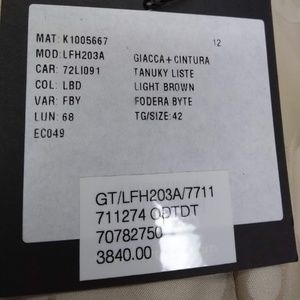 MAT: K1005667 12
MOD: LFH203A GIACCA+CINTURA
CAR: 72LI091 TANUKY LISTE
COL: LBD LIGHT BROWN
VAR: FBY FODERA BYTE
LUN: 68 TG/SIZE: 42
EC049
GT/LFH203A/7711
711274 ODTDT
70782750
3840.00